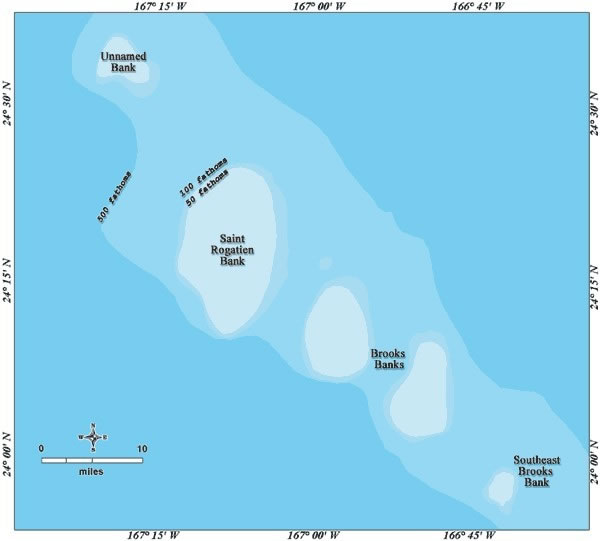 167° 15' W
167° 00' W
166° 45' W
24° 30' N
24° 30' N
Unnamed
Bank
100 fathoms
50 fathoms
500 fathoms
Saint
Rogatien
Bank
24° 15' N
24° 15' N
Brooks
Banks
N
W
E
S
0
10
miles
24° 00' N
24° 00' N
Southeast
Brooks
Bank
167° 15' W
167° 00' W
166° 45' W